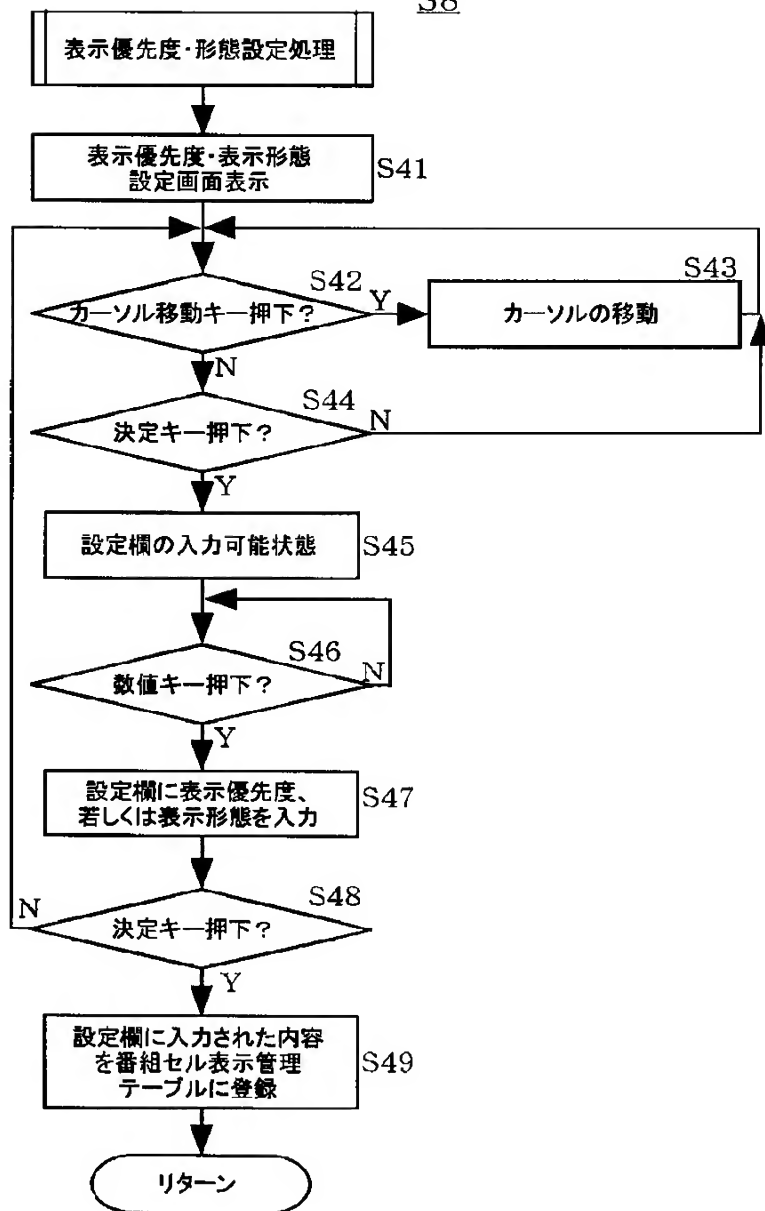 S8
表示優先度・形態設定処理
表示優先度・表示形態
設定画面表示
S41
S42
カーソル移動キー押下？
Y
S43
カーソルの移動
N
S44
決定キー押下？
N
Y
設定欄の入力可能状態
S45
S46
数値キー押下？
N
Y
設定欄に表示優先度、
若しくは表示形態を入力
S47
S48
N
決定キー押下？
Y
設定欄に入力された内容
を番組セル表示管理
テーブルに登録
S49
リターン